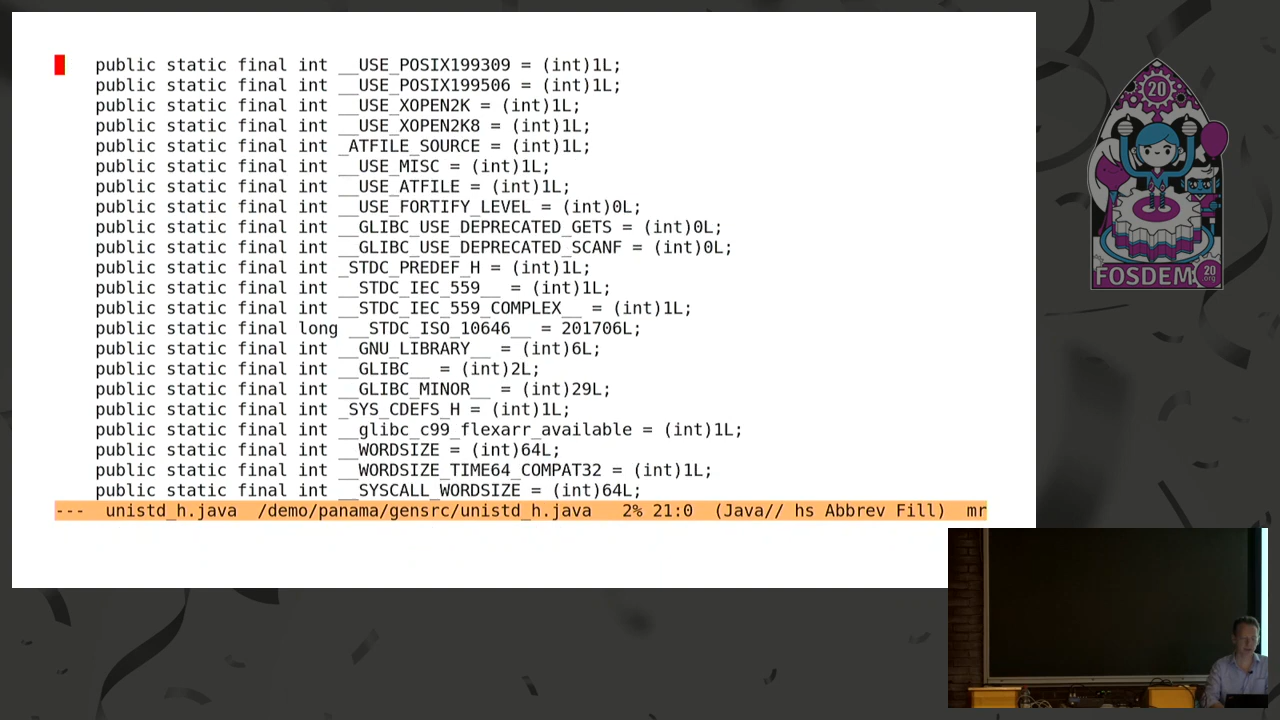 public static final int __USE_POSIX199309 = (int)1L;
public static final int __USE_POSIX199506 = (int)1L;
public static final int __USE_XOPEN2K = (int)1L;
public static final int __USE_XOPEN2K8 = (int)1L;
public static final int _ATFILE_SOURCE = (int)1L;
public static final int __USE_MISC = (int)1L;
public static final int __USE_ATFILE = (int)1L;
public static final int __USE_FORTIFY_LEVEL = (int)0L;
public static final int __GLIBC_USE_DEPRECATED_GETS = (int)0L;
public static final int __GLIBC_USE_DEPRECATED_SCANF = (int)0L;
public static final int _STDC_PREDEF_H = (int)1L;
public static final int __STDC_IEC_559__ = (int)1L;
public static final int __STDC_IEC_559_COMPLEX__ = (int)1L;
public static final long __STDC_ISO_10646__ = 201706L;
public static final int __GNU_LIBRARY__ = (int)6L;
public static final int __GLIBC__ = (int)2L;
public static final int __GLIBC_MINOR__ = (int)29L;
public static final int _SYS_CDEFS_H = (int)1L;
public static final int __glibc_c99_flexarr_available = (int)1L;
public static final int __WORDSIZE = (int)64L;
public static final int __WORDSIZE_TIME64_COMPAT32 = (int)1L;
public static final int __SYSCALL_WORDSIZE = (int)64L;
--- unistd_h.java /demo/panama/gensrc/unistd_h.java 2% 21:0 (Java// hs Abbrev Fill) mr
20
FOSDEM 20
.org